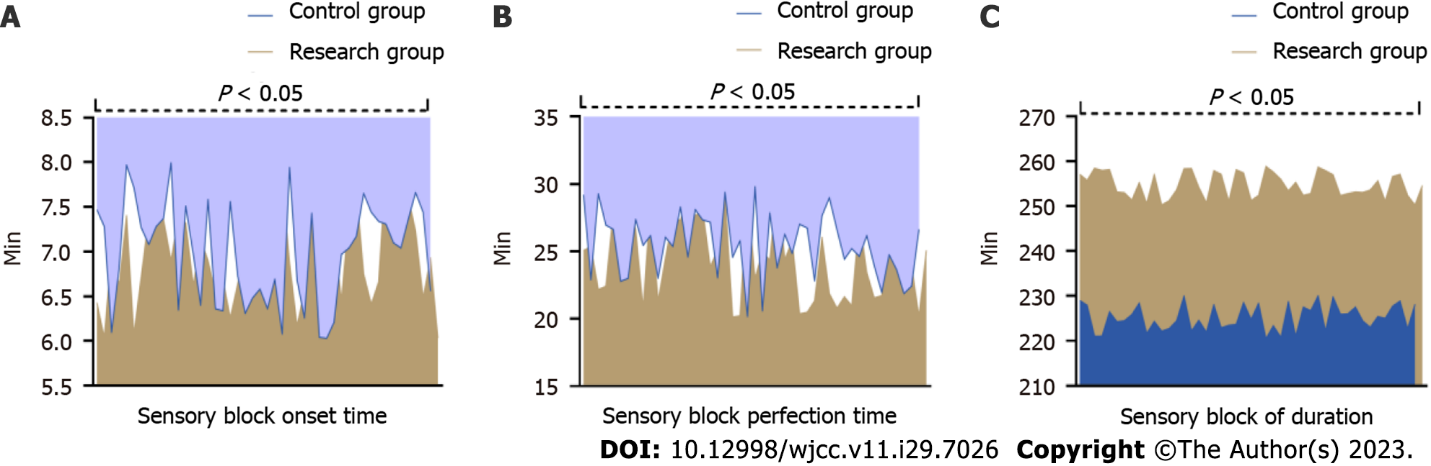 A
Control group
Research group
P < 0.05
8.5
8.0
7.5
7.0
6.5
6.0
5.5
Min
Sensory block onset time
B
Control group
Research group
P < 0.05
35
30
25
20
15
Min
Sensory block perfection time
C
Control group
Research group
P < 0.05
270
260
250
240
230
220
210
Min
Sensory block of duration
DOI: 10.12998/wjcc.v11.i29.7026 Copyright ©The Author(s) 2023.